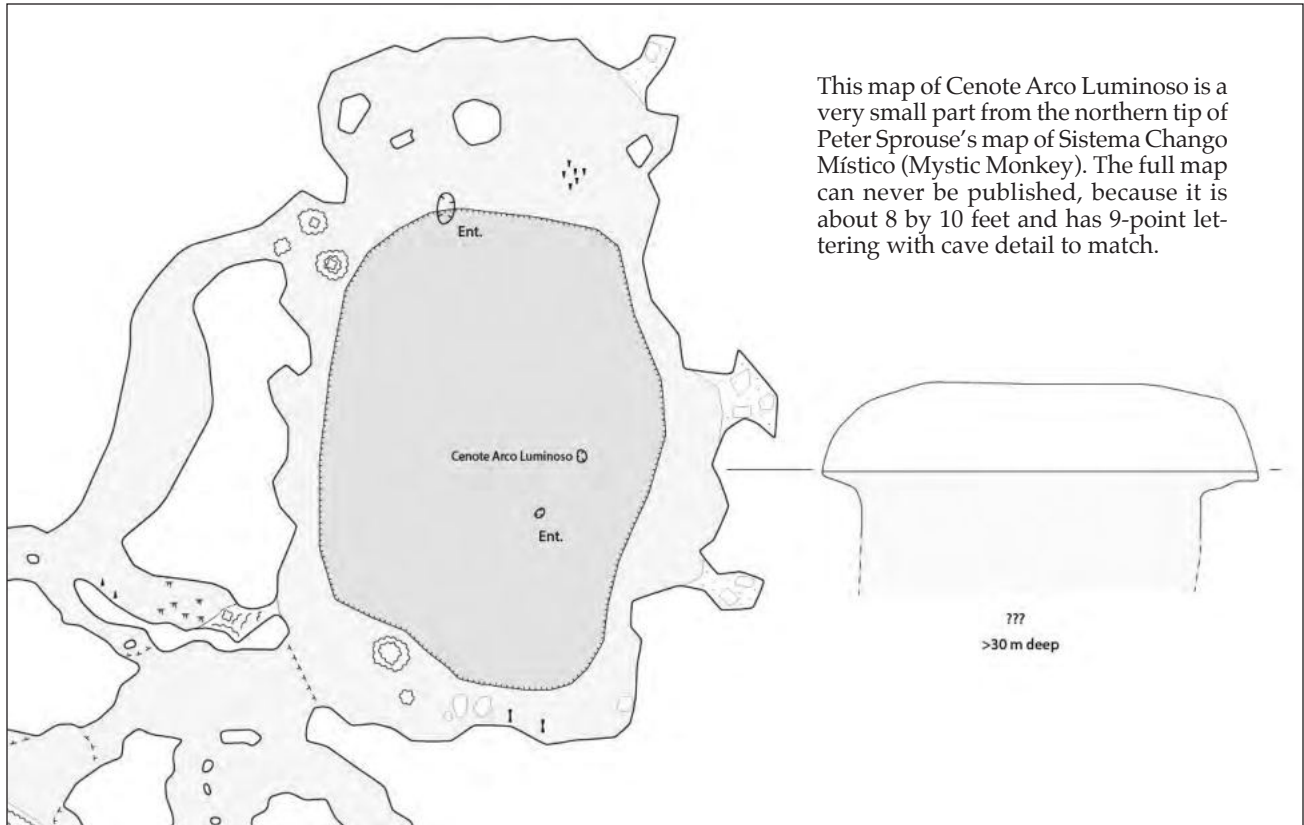 This map of Cenote Arco Luminoso is a
very small part from the northern tip of
Peter Sprouse's map of Sistema Chango
Místico (Mystic Monkey). The full map
can never be published, because it is
about 8 by 10 feet and has 9-point let-
tering with cave detail to match.
Ent.
Cenote Arco Luminoso
Ent.
???
>30 m deep